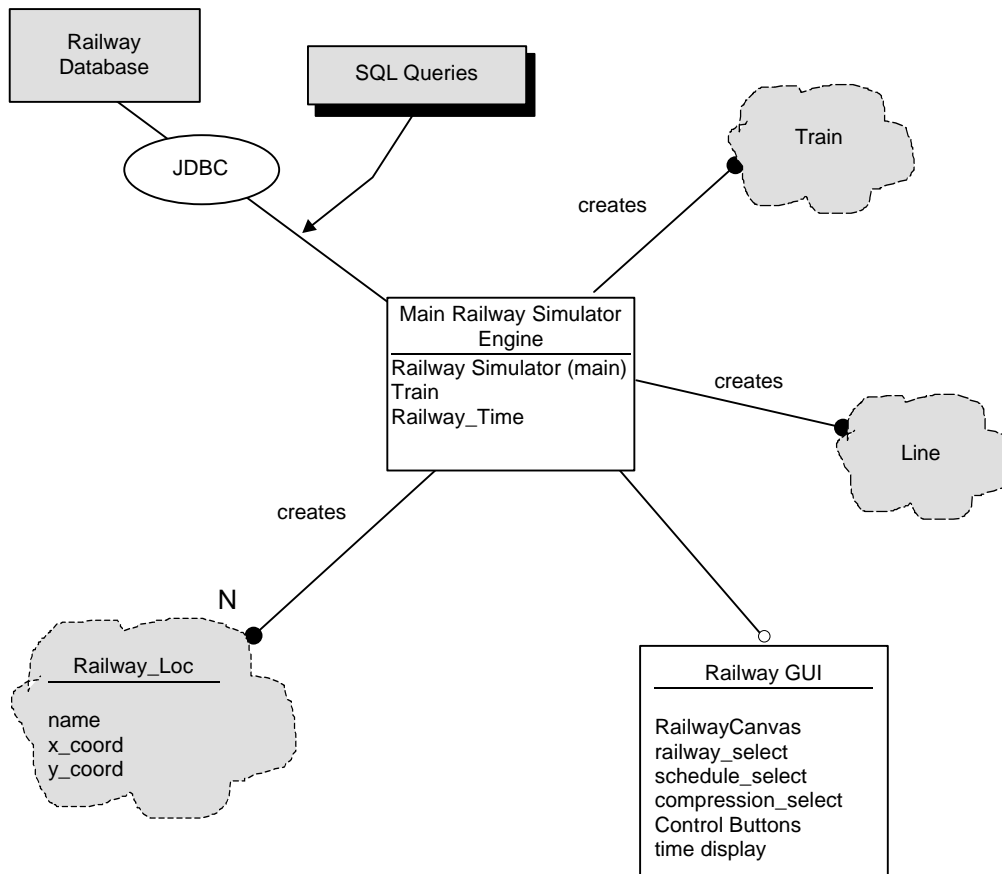 Railway
Database
SQL Queries
JDBC
Train
creates
Main Railway Simulator
Engine
Railway Simulator (main)
Train
Railway_Time
creates
Line
creates
N
Railway_Loc
name
x_coord
y_coord
Railway GUI
RailwayCanvas
railway_select
schedule_select
compression_select
Control Buttons
time display